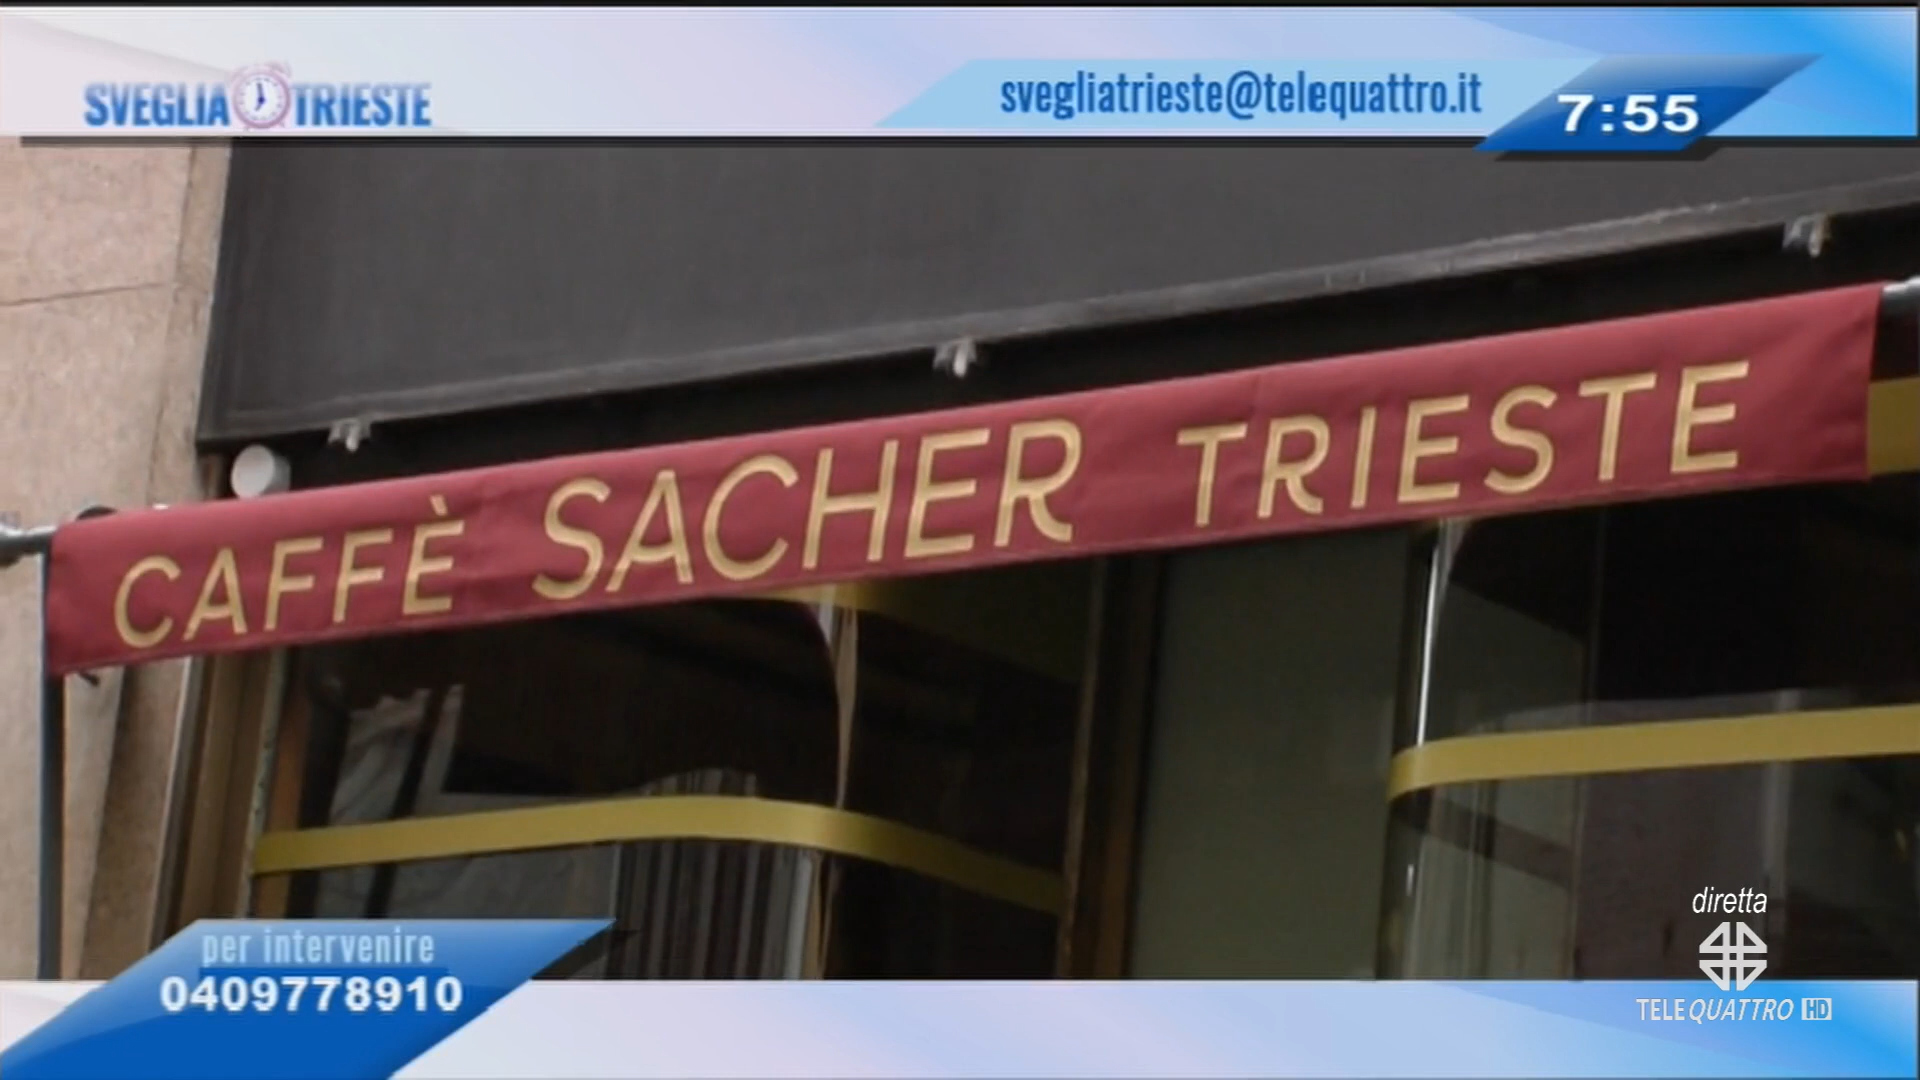 SVEGLIA TRIESTE
svegliatrieste@telequattro.it
7:55
CAFFÈ SACHER TRIESTE
per intervenire
0409778910
diretta
TELEQUATTRO HD